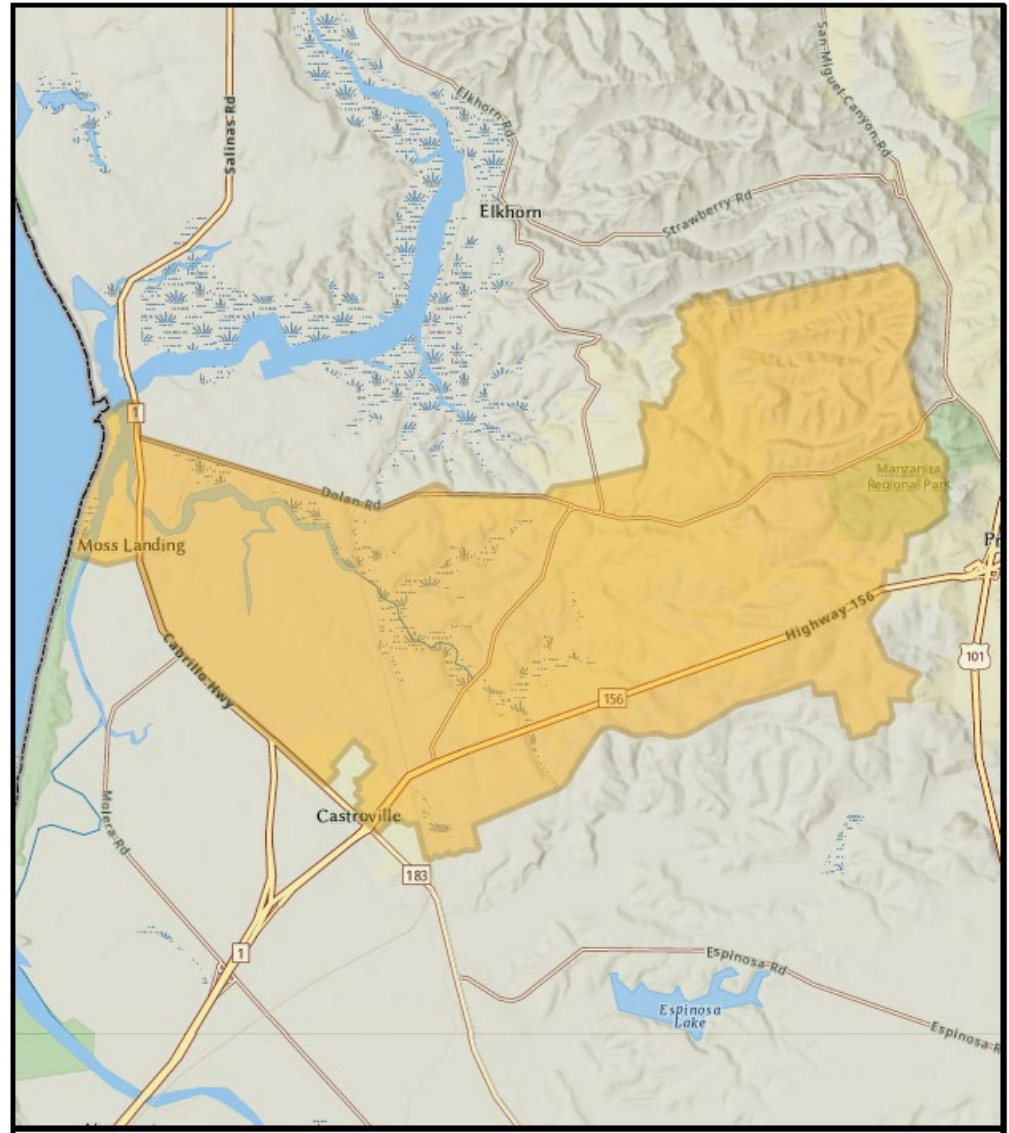 San-Miguel-Canyon-Rd
Salinas Rd
Elkhorn-Rd
Elkhorn
Strawberry Rd
1
Manzanita
Regional Park
Dolan-Rd
Moss Landing
Pr
Highway-156
101
Cabrillo-Hwy
156
Castroville
Molera-Rd
183
1
Espinosa-Rd
Espinosa
Lake
Espinosa-R